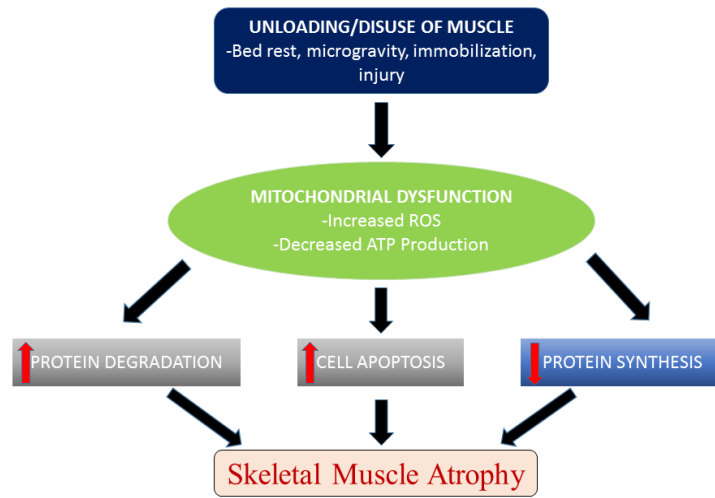 UNLOADING/DISUSE OF MUSCLE
-Bed rest, microgravity, immobilization,
injury
MITOCHONDRIAL DYSFUNCTION
-Increased ROS
-Decreased ATP Production
PROTEIN DEGRADATION
CELL APOPTOSIS
PROTEIN SYNTHESIS
Skeletal Muscle Atrophy